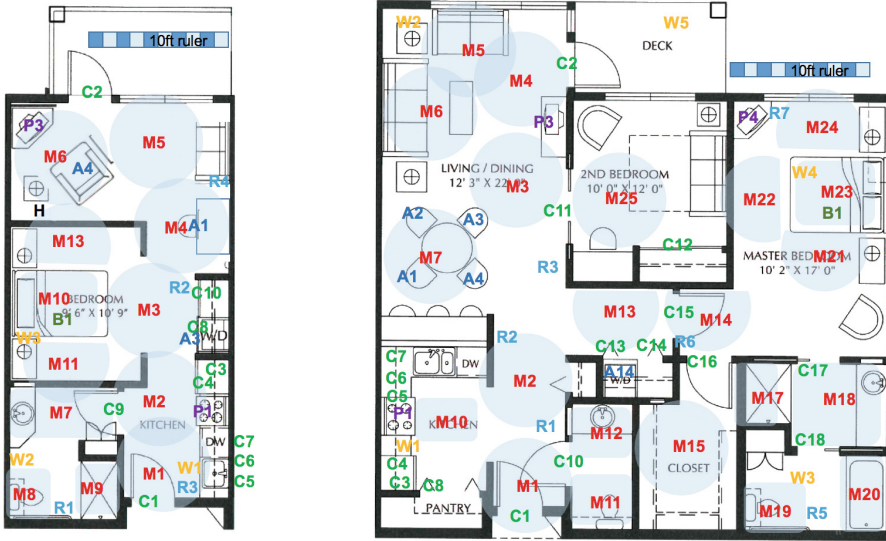 10ft ruler
C2
P3
M6
M5
A4
R4
H
M4
A1
M13
M10
BEDROOM
9' 6" X 10' 9"
B1
M3
R2
C10
C8
W/D
A3
W3
M11
C3
C4
M7
C9
M2
P1
KITCHEN
DW
C7
C6
C5
W2
W1
M8
M9
M1
R1
C1
R3
W2
M5
W5
DECK
C2
M4
M6
P3
10ft ruler
P4
R7
M24
LIVING / DINING
12' 3" X 22' 0"
M3
2ND BEDROOM
10' 0" X 12' 0"
M25
C11
W4
M22
M23
B1
A2
A3
M7
A1
A4
R3
C12
M21
MASTER BEDROOM
10' 2" X 17' 0"
M13
C15
M14
R2
C13
C14
R6
C7
C6
C5
DW
M2
W/D
A14
C16
C17
P1
M10
KITCHEN
W1
R1
M12
M17
M18
C4
C3
C8
C10
M15
CLOSET
C18
PANTRY
M1
C1
M11
W3
M19
R5
M20